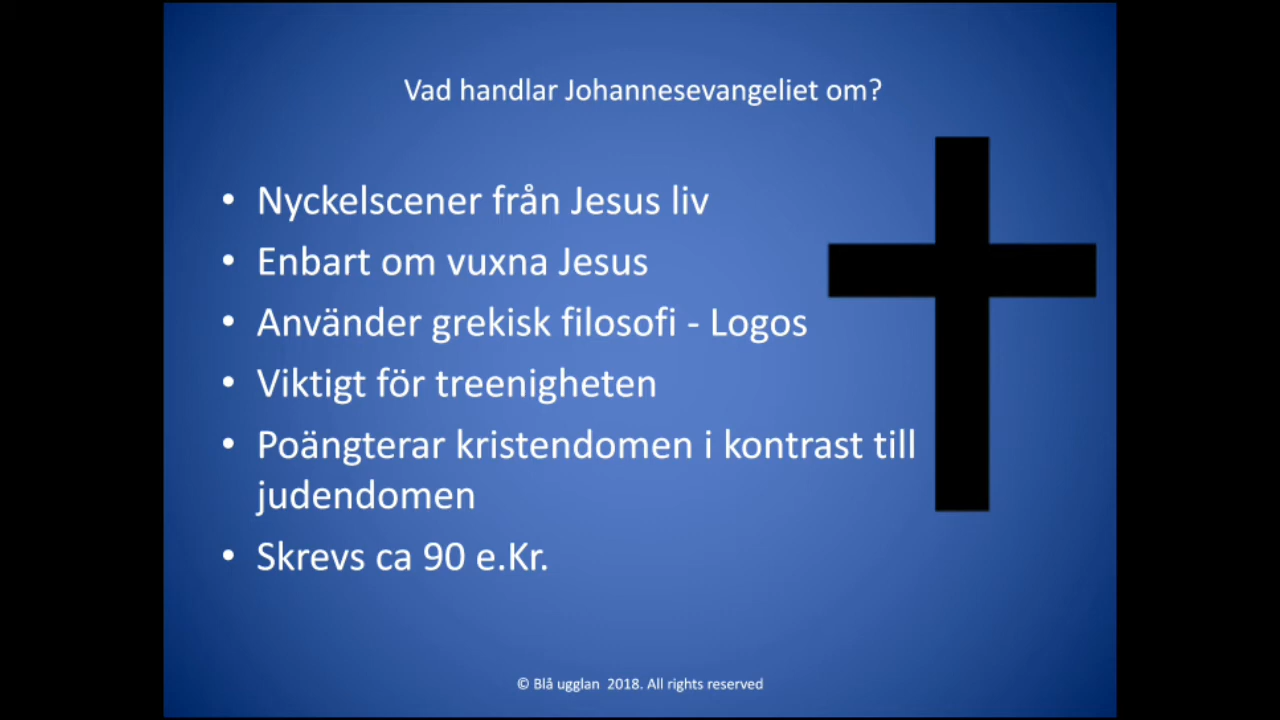 Vad handlar Johannesevangeliet om?
• Nyckelscener från Jesus liv
• Enbart om vuxna Jesus
• Använder grekisk filosofi - Logos
• Viktigt för treenigheten
• Poängterar kristendomen i kontrast till
judendomen
• Skrevs ca 90 e.Kr.
© Blå ugglan 2018. All rights reserved